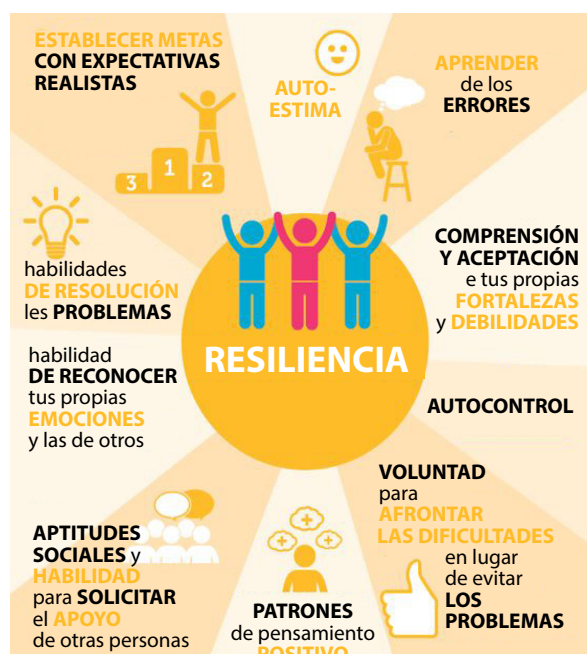 ESTABLECER METAS
CON EXPECTATIVAS
REALISTAS
3 1 2
AUTO-
ESTIMA
APRENDER
de los
ERRORES
COMPRENSIÓN
Y ACEPTACIÓN
e tus propias
FORTALEZAS
y DEBILIDADES
AUTOCONTROL
VOLUNTAD
para
AFRONTAR
LAS DIFICULTADES
en lugar
de evitar
LOS
PROBLEMAS
PATRONES
de pensamiento
POSITIVO
APTITUDES
SOCIALES y
HABILIDAD
para SOLICITAR
el APOYO
de otras personas
habilidad
DE RECONOCER
tus propias
EMOCIONES
y las de otros
habilidades
DE RESOLUCIÓN
les PROBLEMAS
RESILIENCIA